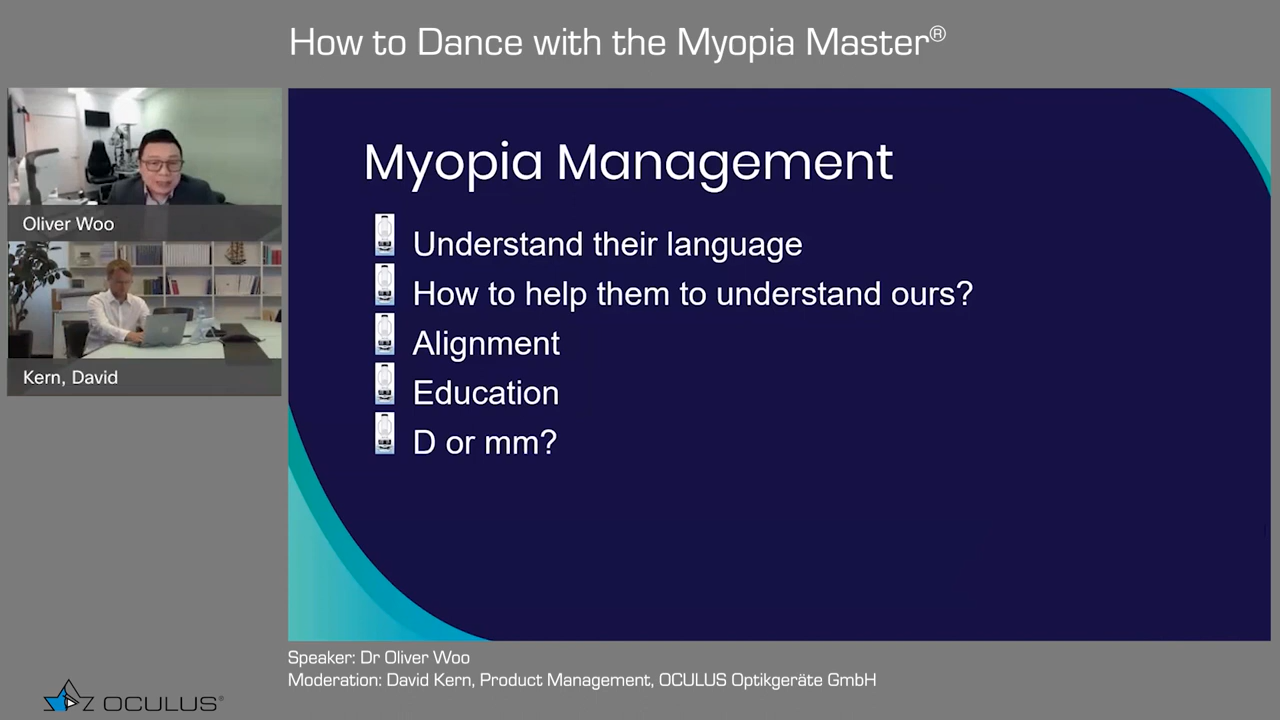 How to Dance with the Myopia Master®
Oliver Woo
Kern, David
Myopia Management
Understand their language
How to help them to understand ours?
Alignment
Education
D or mm?
Speaker: Dr Oliver Woo
Moderation: David Kern, Product Management, OCULUS Optikgeräte GmbH
OCULUS®